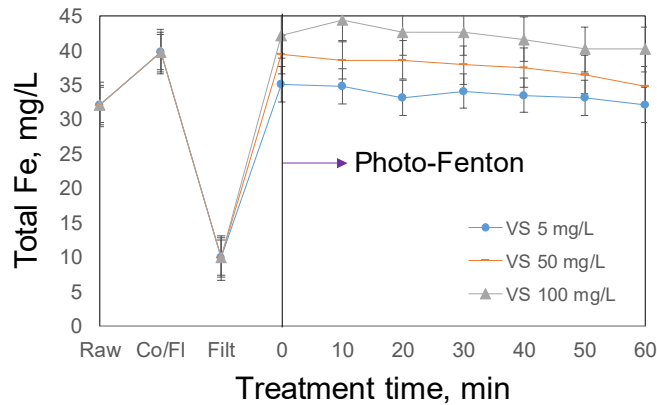 Total Fe, mg/L
45
40
35
30
25
20
15
10
5
0
Photo-Fenton
VS 5 mg/L
VS 50 mg/L
VS 100 mg/L
Raw Co/Fl Filt 0 10 20 30 40 50 60
Treatment time, min